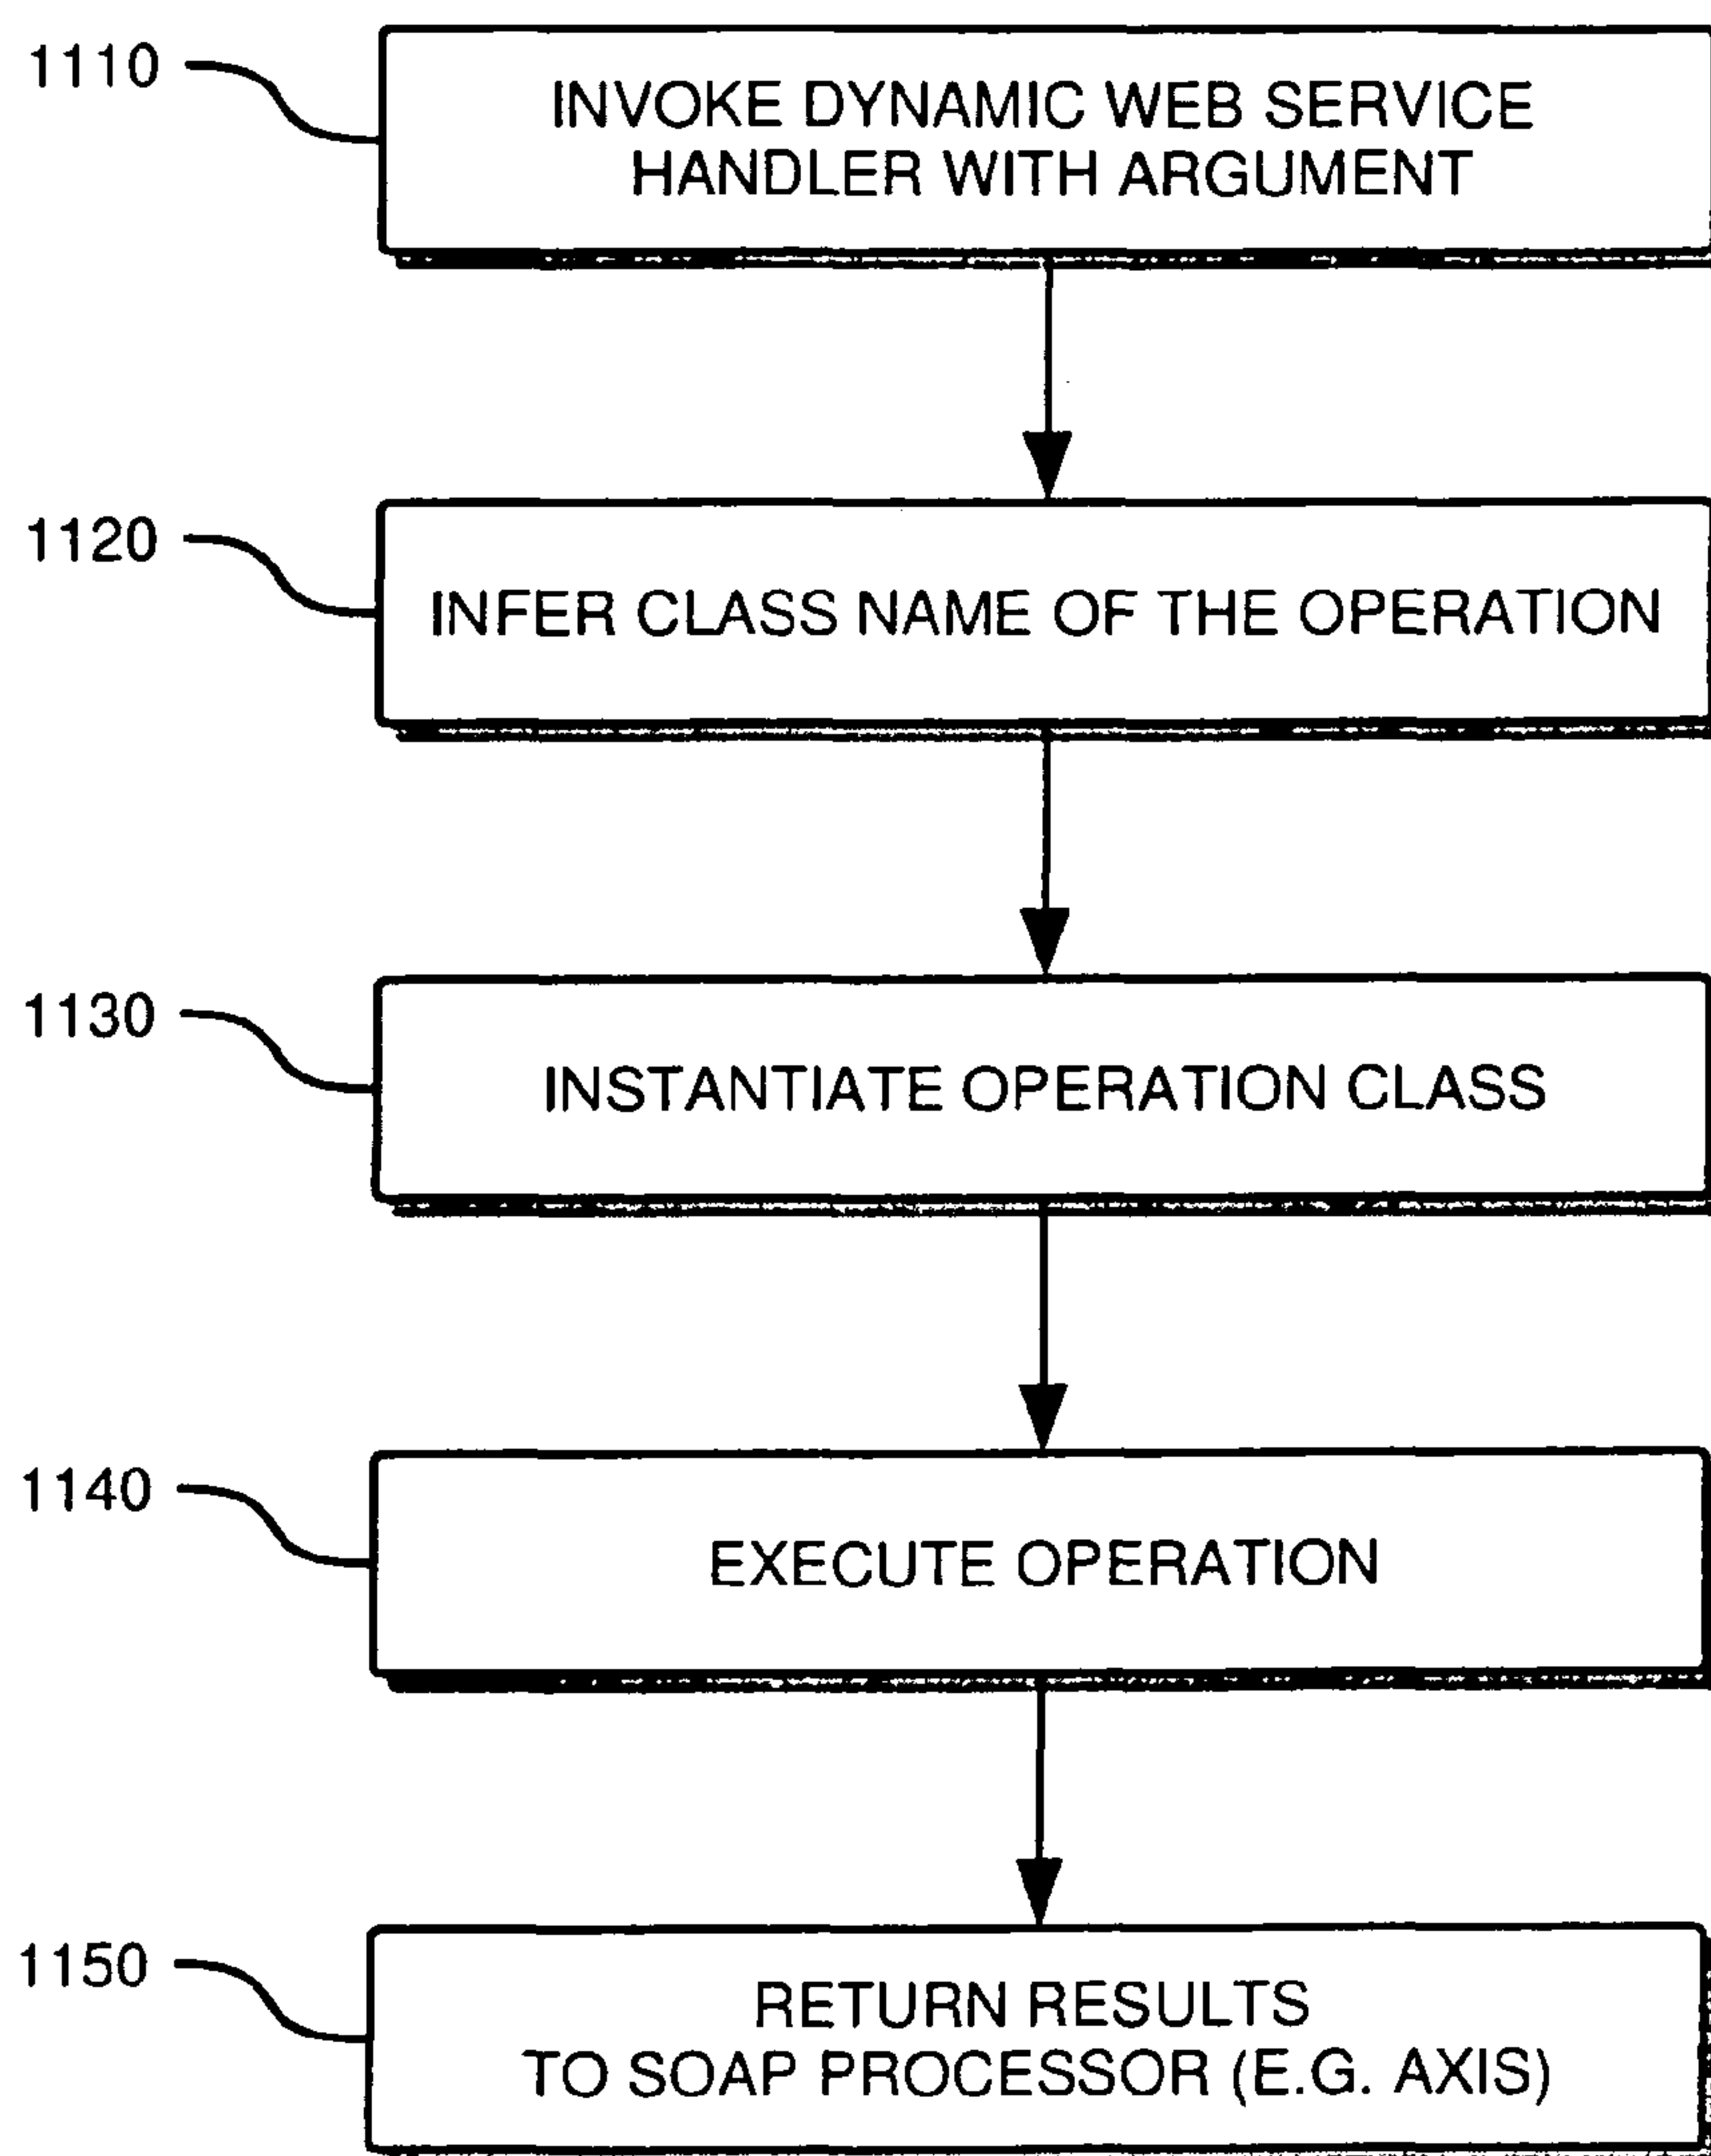 1110
INVOKE DYNAMIC WEB SERVICE
HANDLER WITH ARGUMENT
1120
INFER CLASS NAME OF THE OPERATION
1130
INSTANTIATE OPERATION CLASS
1140
EXECUTE OPERATION
1150
RETURN RESULTS
TO SOAP PROCESSOR (E.G. AXIS)